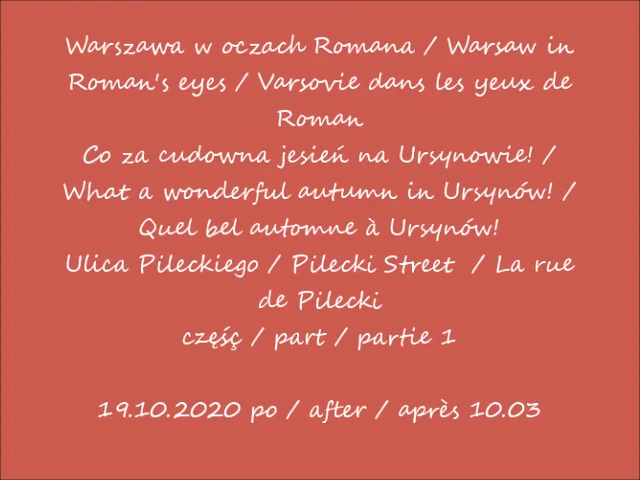 Warszawa w oczach Romana / Warsaw in
Roman's eyes / Varsovie dans les yeux de
Roman
Co za cudowna jesień na Ursynowie! /
What a wonderful autumn in Ursynów! /
Quel bel automne à Ursynów!
Ulica Pileckiego / Pilecki Street / La rue
de Pilecki
częśç / part / partie 1
19.10.2020 po / after / après 10.03